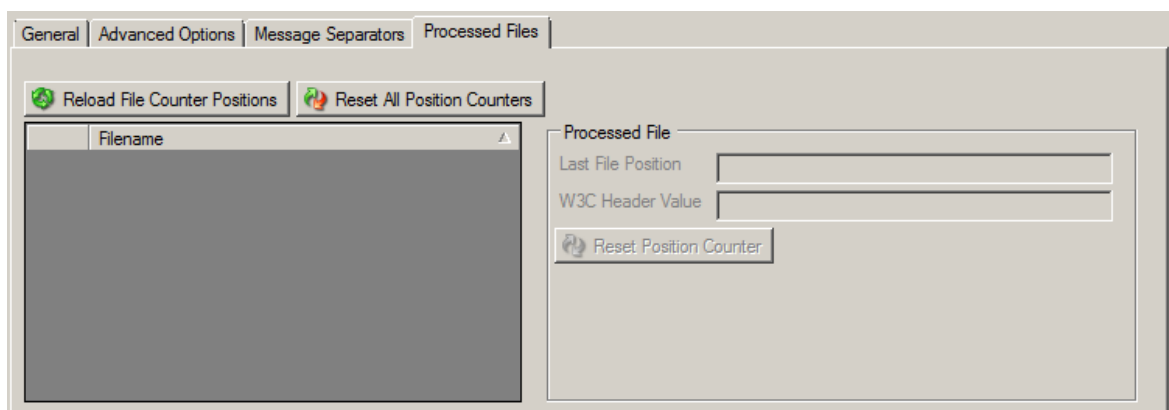 General Advanced Options Message Separators Processed Files
Reload File Counter Positions Reset All Position Counters
Filename
Processed File
Last File Position
W3C Header Value
Reset Position Counter